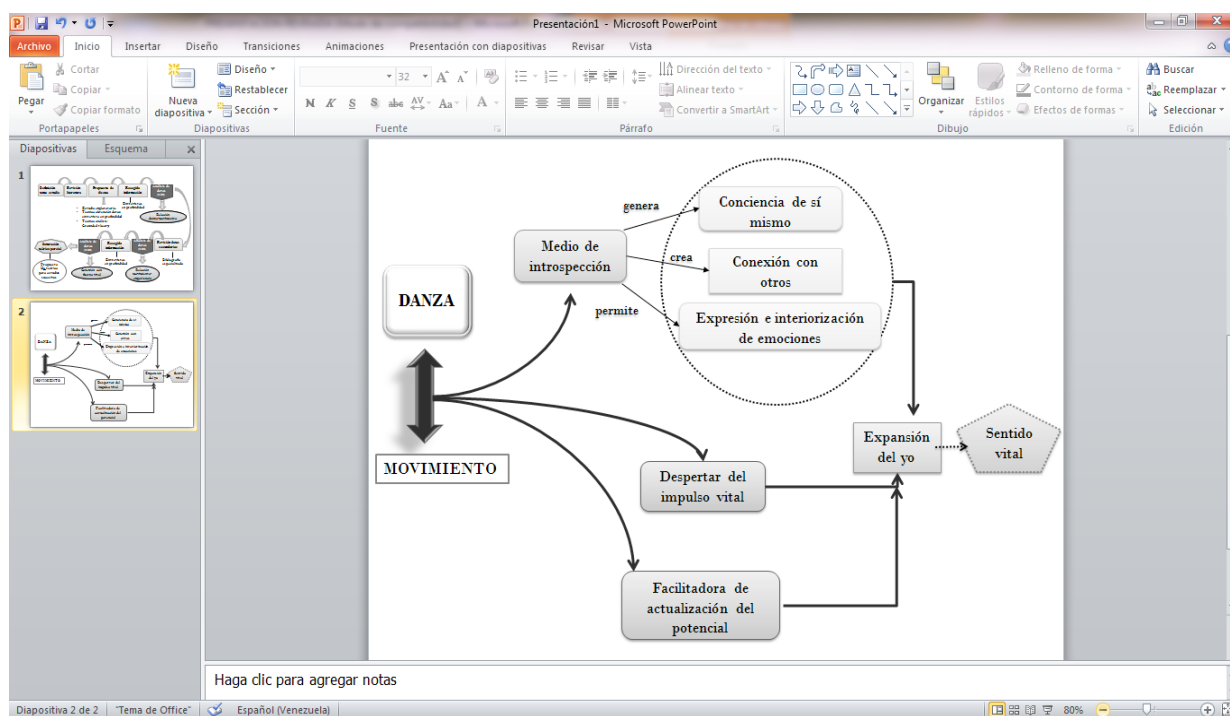 Presentación1 - Microsoft PowerPoint
Archivo Inicio Insertar Diseño Transiciones Animaciones Presentación con diapositivas Revisar Vista
Pegar
Cortar
Copiar
Copiar formato
Portapapeles
Nueva
diapositiva
Diseño
Restablecer
Sección
Diapositivas
32
N K S S abc AV Aa A
Fuente
Dirección del texto
Alinear texto
Convertir a SmartArt
Párrafo
Organizar
Estilos
rápidos
Relleno de forma
Contorno de forma
Efectos de formas
Dibujo
Buscar
Reemplazar
Seleccionar
Edición
Diapositivas Esquema
1
2
genera
Conciencia de sí
mismo
Medio de
introspección
crea
Conexión con
otros
permite
Expresión e interiorización
de emociones
DANZA
MOVIMIENTO
Despertar del
impulso vital
Facilitadora de
actualización del
potencial
Expansión
del yo
Sentido
vital
Haga clic para agregar notas
Diapositiva 2 de 2 "Tema de Office" Español (Venezuela) 80%